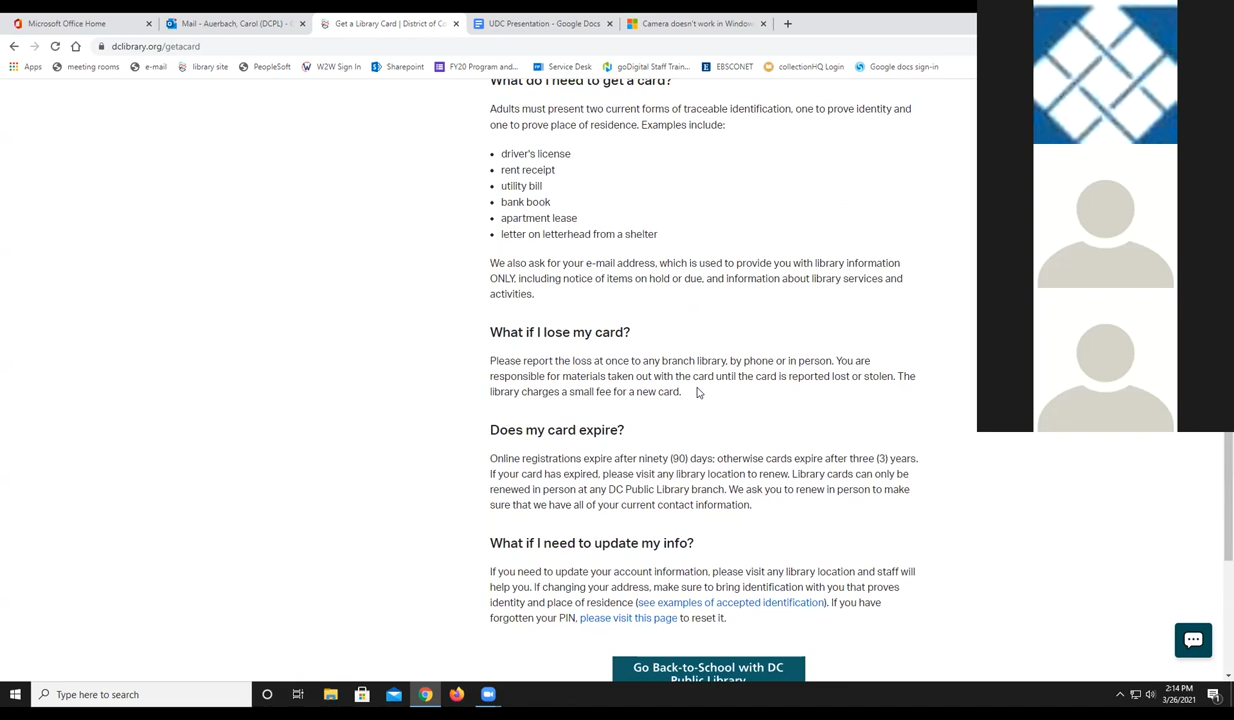 Microsoft Office Home
Mail - Auerbach, Carol (DCPL) - O
Get a Library Card | District of Co
UDC Presentation - Google Docs
Camera doesn't work in Window
dclibrary.org/getacard
Apps
meeting rooms
e-mail
library site
PeopleSoft
W2W Sign In
Sharepoint
FY20 Program and...
Service Desk
goDigital Staff Train...
EBSCONET
collectionHQ Login
Google docs sign-in
What do I need to get a card?
Adults must present two current forms of traceable identification, one to prove identity and
one to prove place of residence. Examples include:
• driver's license
• rent receipt
• utility bill
• bank book
• apartment lease
• letter on letterhead from a shelter
We also ask for your e-mail address, which is used to provide you with library information
ONLY, including notice of items on hold or due, and information about library services and
activities.
What if I lose my card?
Please report the loss at once to any branch library, by phone or in person. You are
responsible for materials taken out with the card until the card is reported lost or stolen. The
library charges a small fee for a new card.
Does my card expire?
Online registrations expire after ninety (90) days; otherwise cards expire after three (3) years.
If your card has expired, please visit any library location to renew. Library cards can only be
renewed in person at any DC Public Library branch. We ask you to renew in person to make
sure that we have all of your current contact information.
What if I need to update my info?
If you need to update your account information, please visit any library location and staff will
help you. If changing your address, make sure to bring identification with you that proves
identity and place of residence (see examples of accepted identification). If you have
forgotten your PIN, please visit this page to reset it.
Go Back-to-School with DC
Public Library
Type here to search
2:14 PM
3/26/2021